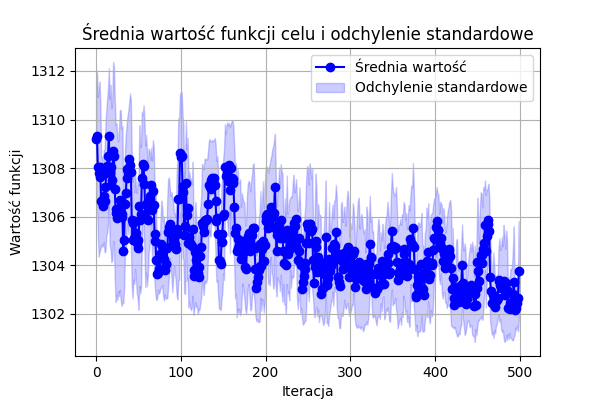 Średnia wartość funkcji celu i odchylenie standardowe
Średnia wartość
Odchylenie standardowe
Wartość funkcji
1312
1310
1308
1306
1304
1302
0
100
200
300
400
500
Iteracja